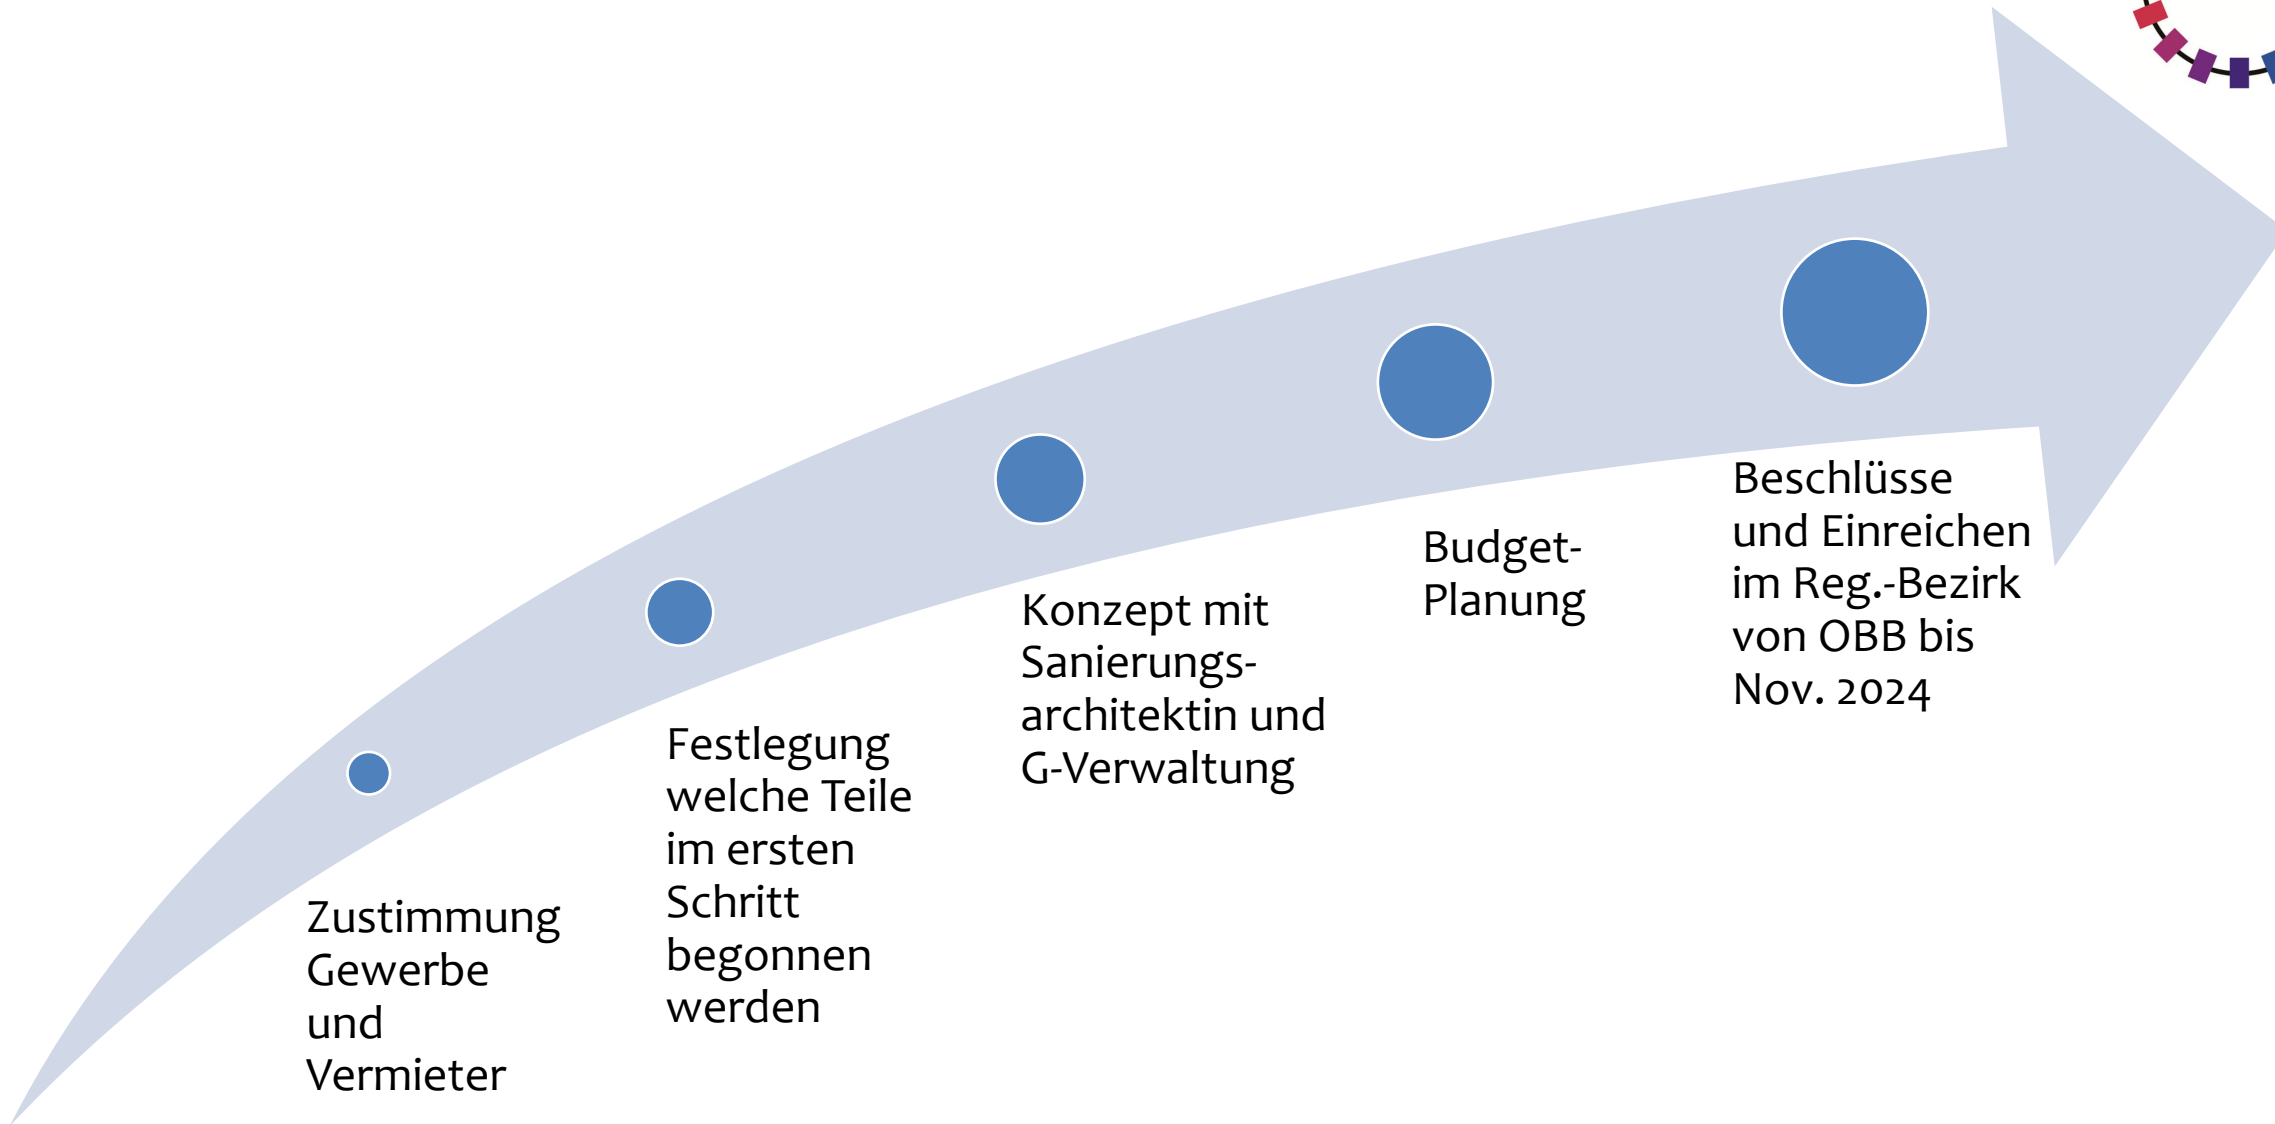 Zustimmung
Gewerbe
und
Vermieter
Festlegung
welche Teile
im ersten
Schritt
begonnen
werden
Konzept mit
Sanierungs-
architektin und
G-Verwaltung
Budget-
Planung
Beschlüsse
und Einreichen
im Reg.-Bezirk
von OBB bis
Nov. 2024